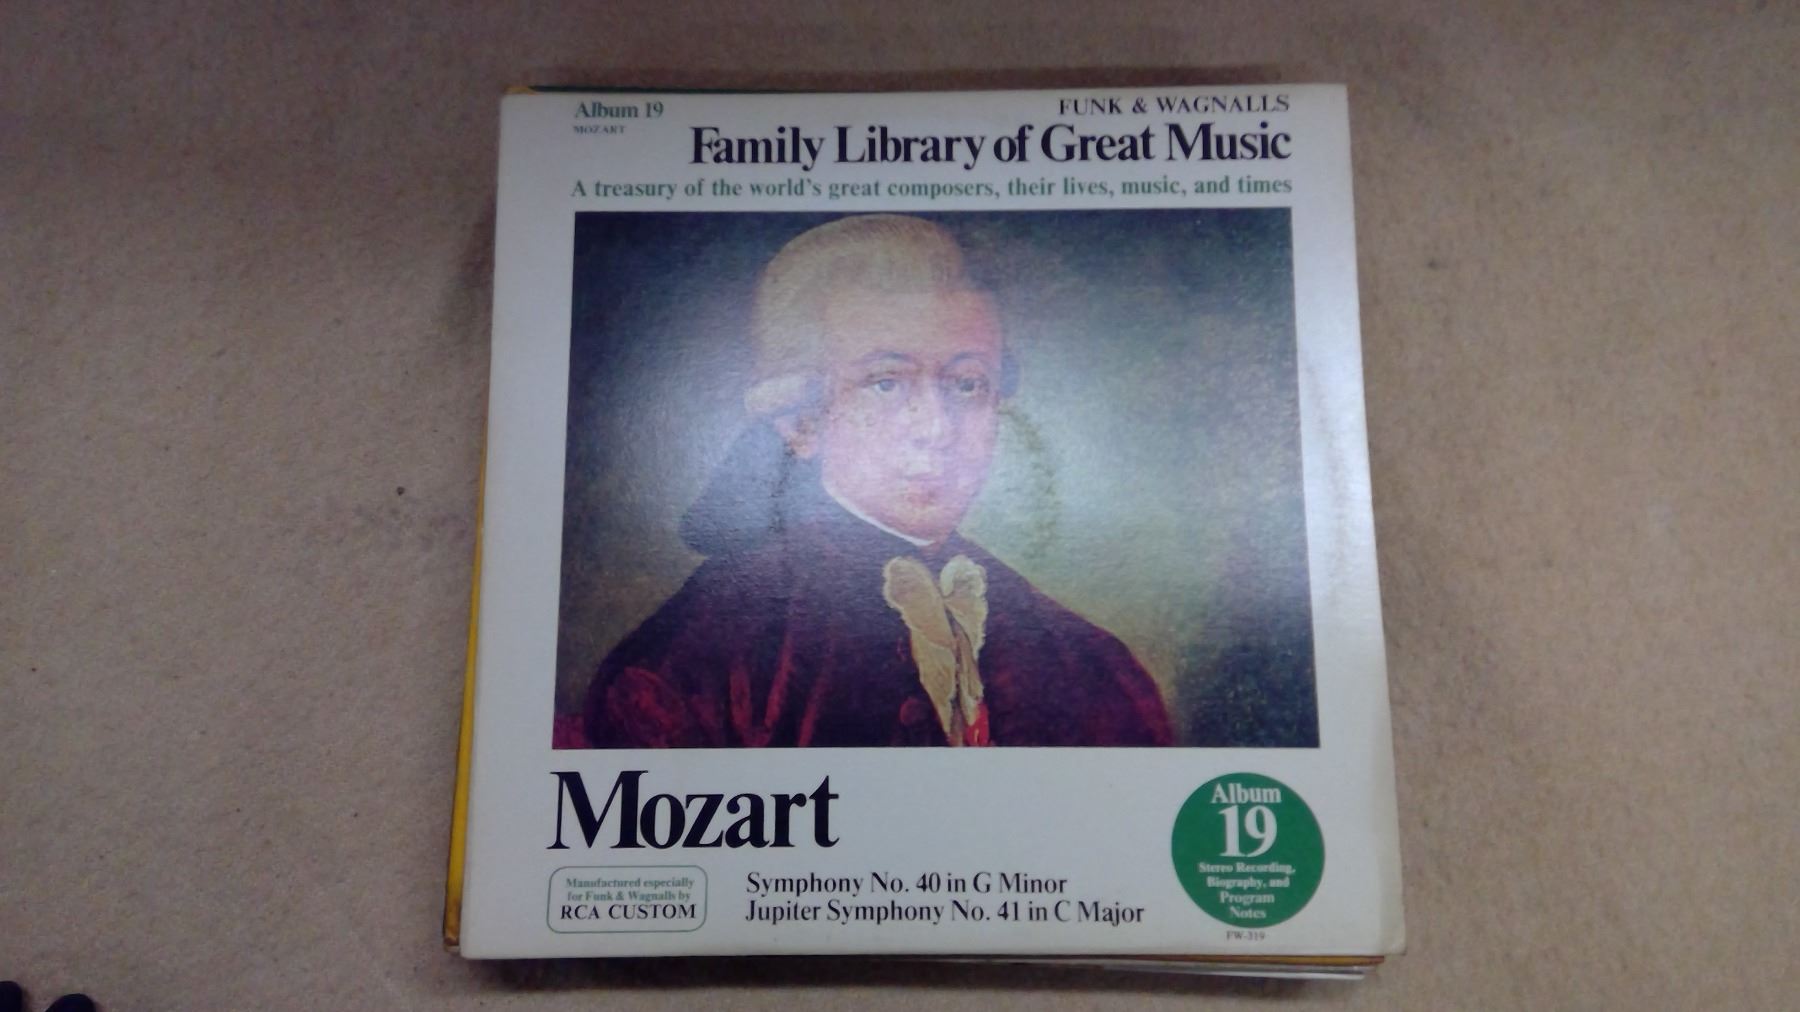 Album 19
MOZART
FUNK & WAGNALLS
Family Library of Great Music
A treasury of the world's great composers, their lives, music, and times
Mozart
Manufactured especially
for Funk & Wagnalls by
RCA CUSTOM
Symphony No. 40 in G Minor
Jupiter Symphony No. 41 in C Major
Album
19
Stereo Recording,
Biography, and
Program
Notes
FW-319